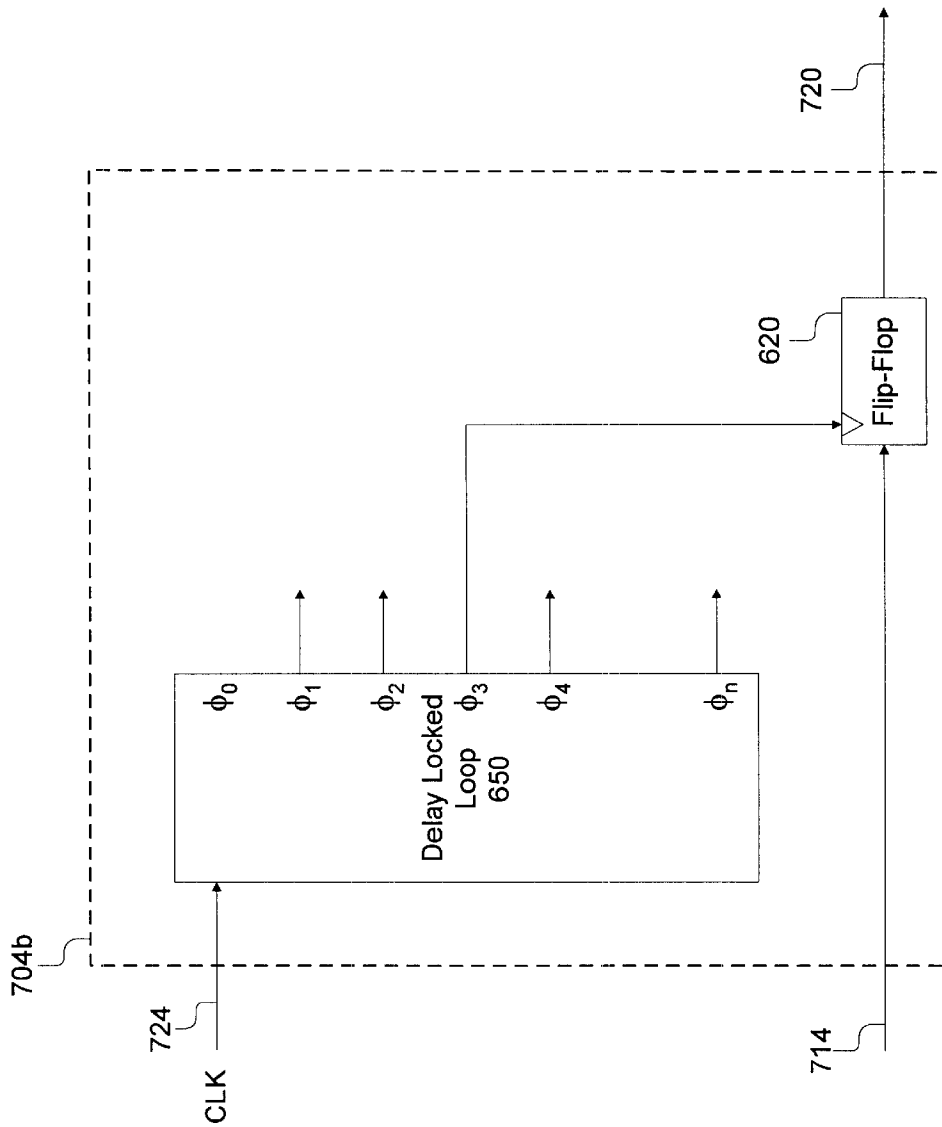 704b
CLK
724
Delay Locked
Loop
650
ϕ0
ϕ1
ϕ2
ϕ3
ϕ4
ϕn
714
Flip-Flop
620
720